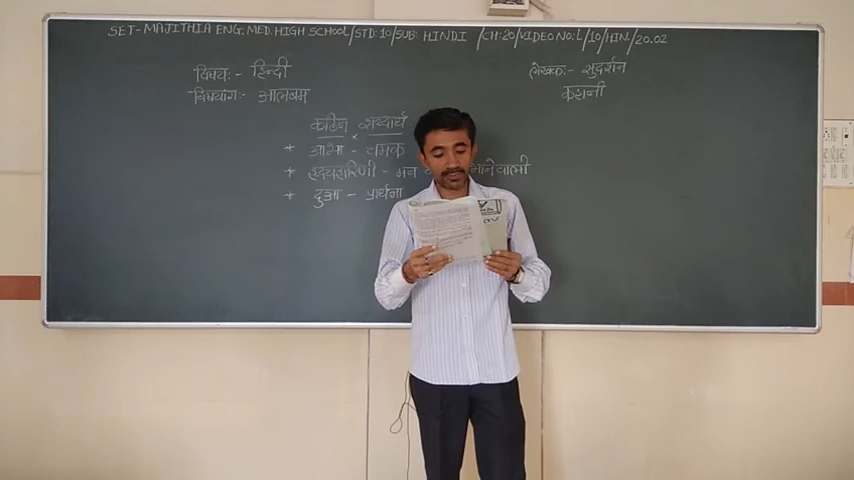 SET-MAJITHIA ENG.MED.HIGH SCHOOL/STD:10/SUB: HINDI /CH:20/VIDEO NO:L/10/HIN./20.02
विषय:- हिन्दी
लेखक:- सुदर्शन
विषयांग:- आलबम
कहानी
कठिन शब्दार्थ
+ आभा - चमक
+ हृदयहारिणी - मन वाली
+ दुआ - प्रार्थना